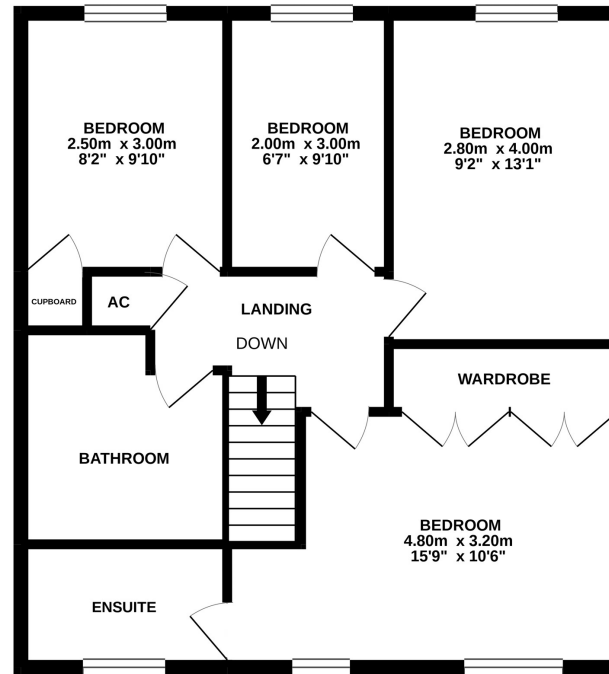 BEDROOM
2.50m x 3.00m
8'2" x 9'10"
BEDROOM
2.00m x 3.00m
6'7" x 9'10"
BEDROOM
2.80m x 4.00m
9'2" x 13'1"
CUPBOARD
AC
LANDING
DOWN
WARDROBE
BATHROOM
BEDROOM
4.80m x 3.20m
15'9" x 10'6"
ENSUITE